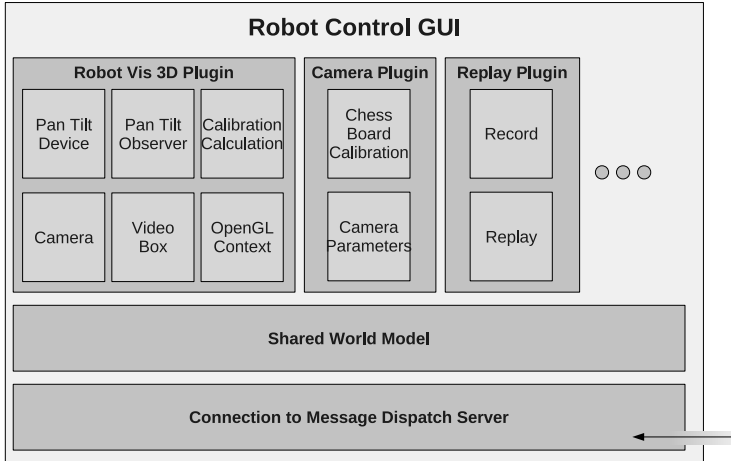 Robot Control GUI
Robot Vis 3D Plugin
Pan Tilt
Device
Pan Tilt
Observer
Calibration
Calculation
Camera
Video
Box
OpenGL
Context
Camera Plugin
Chess
Board
Calibration
Camera
Parameters
Replay Plugin
Record
Replay
Shared World Model
Connection to Message Dispatch Server